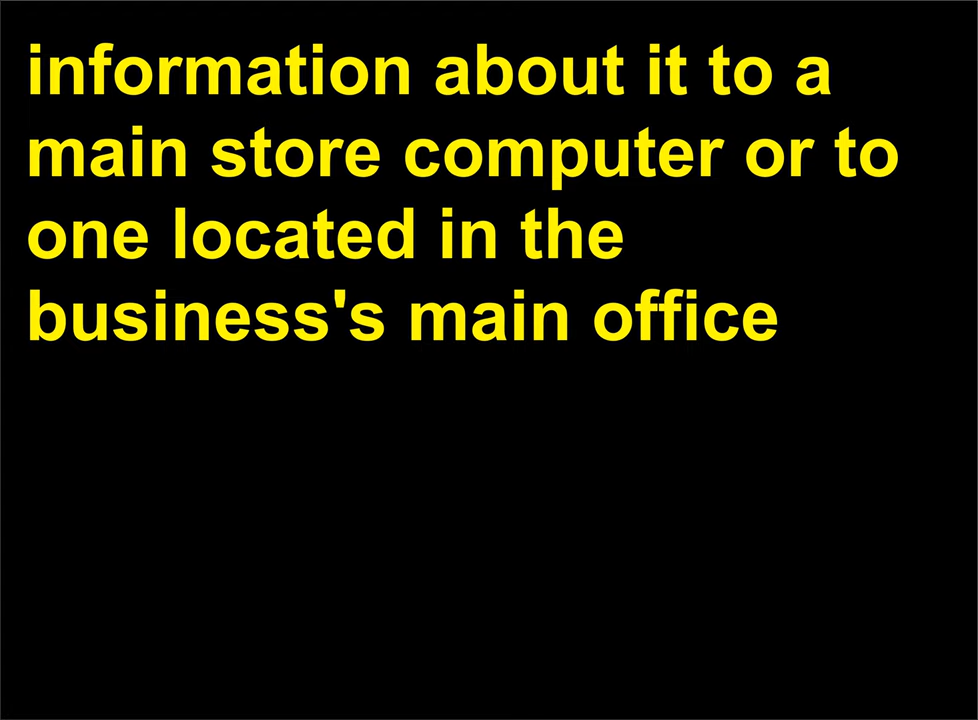 information about it to a
main store computer or to
one located in the
business's main office